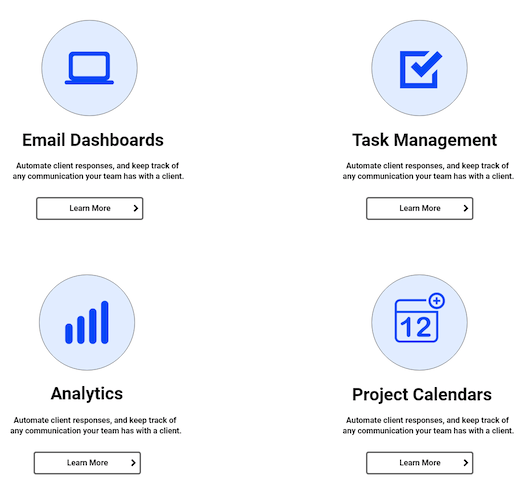 Email Dashboards
Automate client responses, and keep track of
any communication your team has with a client.
Learn More
Task Management
Automate client responses, and keep track of
any communication your team has with a client.
Learn More
Analytics
Automate client responses, and keep track of
any communication your team has with a client.
Learn More
12
Project Calendars
Automate client responses, and keep track of
any communication your team has with a client.
Learn More